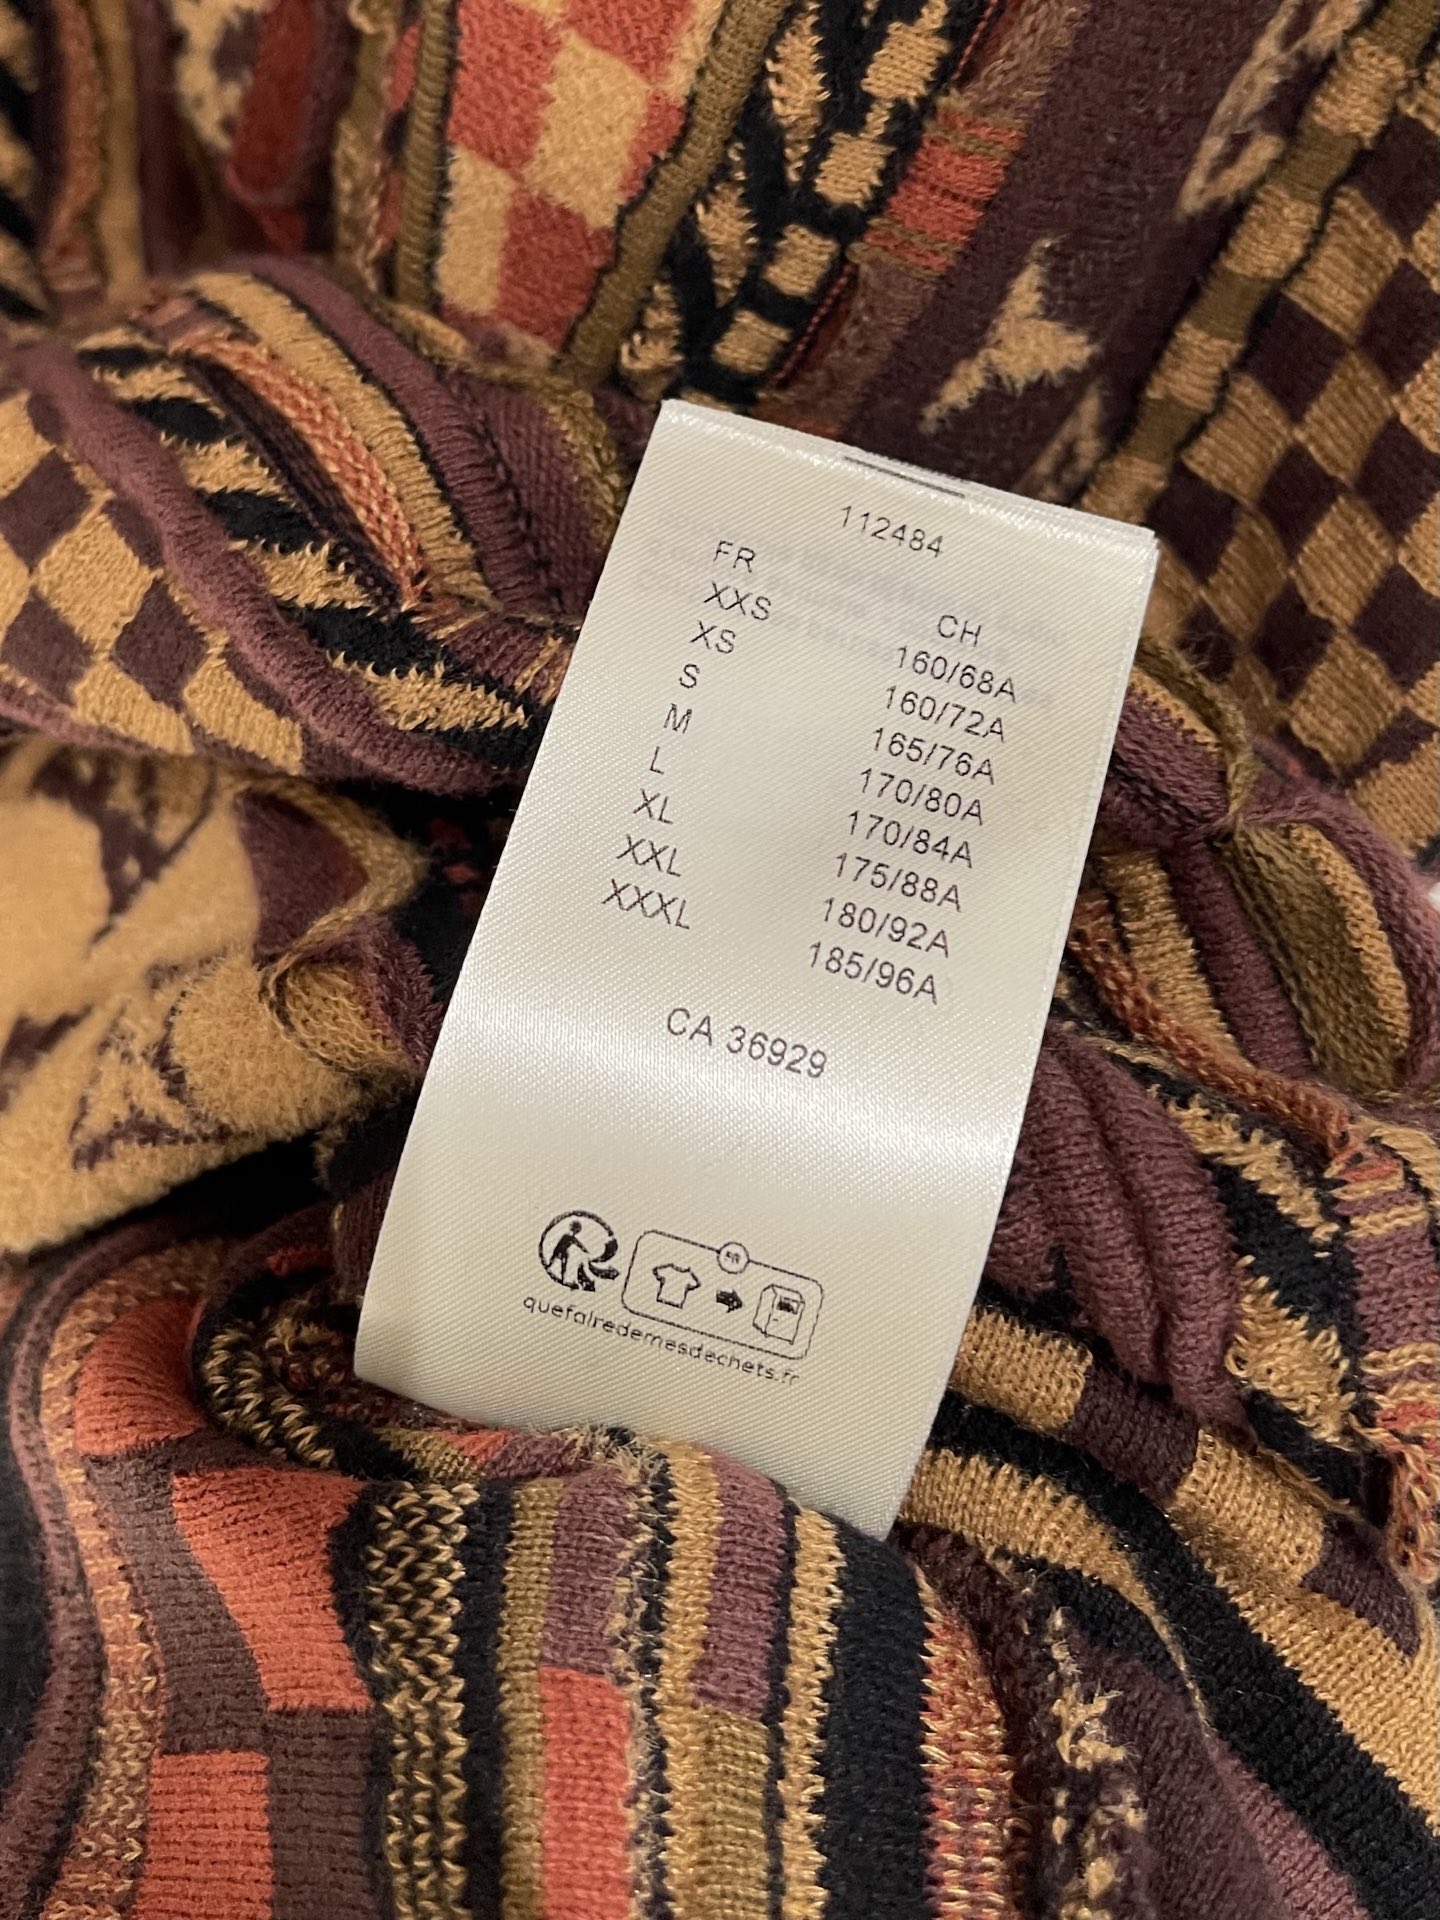 112484
FR CH
XXS 160/68A
XS 160/72A
S 165/76A
M 170/80A
L 170/84A
XL 175/88A
XXL 180/92A
XXXL 185/96A
CA 36929
FR
quefairedemesdechets.fr